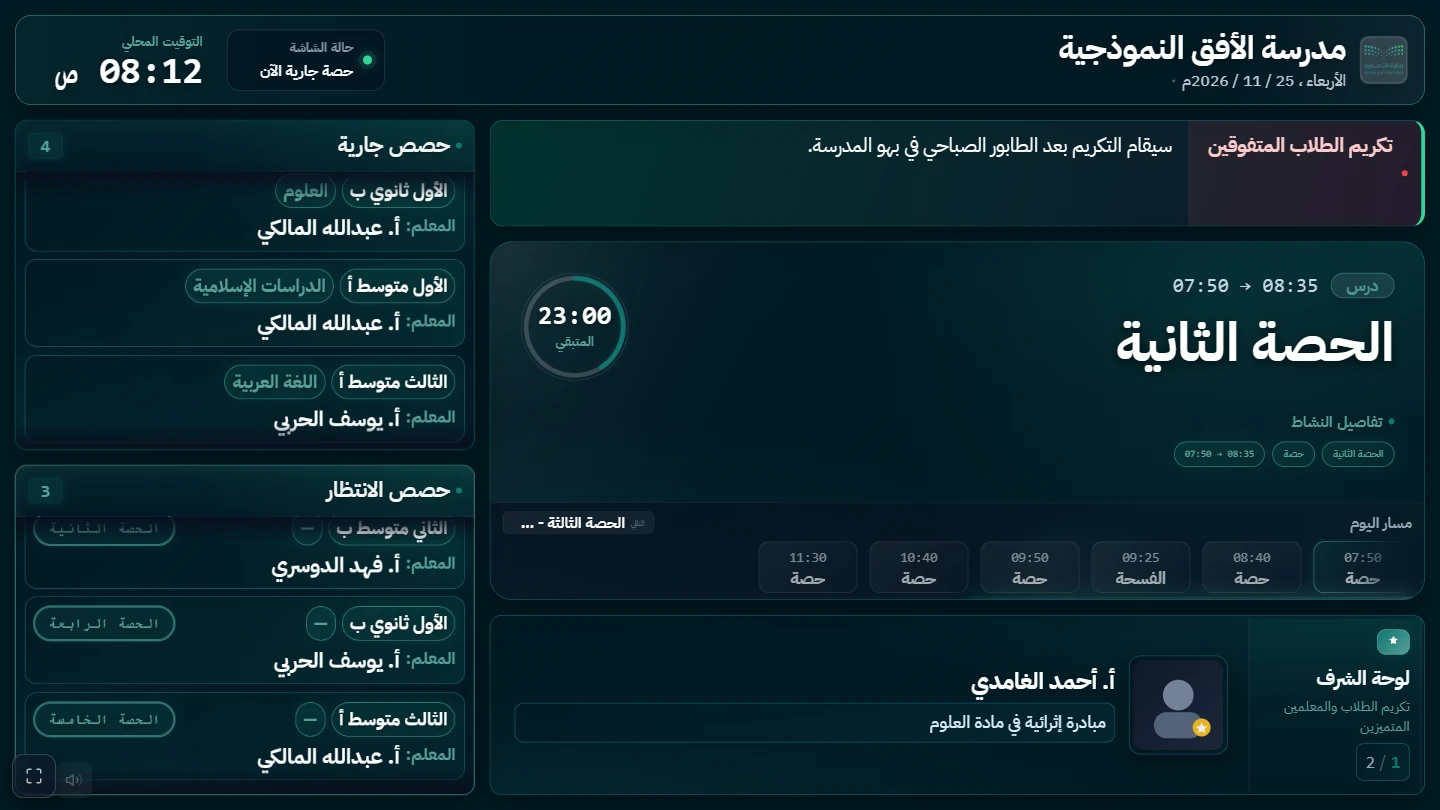 مدرسة الأفق النموذجية
الأربعاء ، 25 / 11 / 2026م
حالة الشاشة
حصة جارية الآن
التوقيت المحلي
08:12 ص
تكريم الطلاب المتفوقين
سيقام التكريم بعد الطابور الصباحي في بهو المدرسة.
درس
07:50 → 08:35
الحصة الثانية
23:00
المتبقي
تفاصيل النشاط
الحصة الثانية
حصة
07:50 → 08:35
مسار اليوم
التالي
الحصة الثالثة - ...
07:50
حصة
08:40
حصة
09:25
الفسحة
09:50
حصة
10:40
حصة
11:30
حصة
لوحة الشرف
تكريم الطلاب والمعلمين
المتميزين
1 / 2
أ. أحمد الغامدي
مبادرة إثرائية في مادة العلوم
حصص جارية
4
الأول ثانوي ب
العلوم
المعلم: أ. عبدالله المالكي
الأول متوسط أ
الدراسات الإسلامية
المعلم: أ. عبدالله المالكي
الثالث متوسط أ
اللغة العربية
المعلم: أ. يوسف الحربي
حصص الانتظار
3
الثاني متوسط ب
—
الحصة الثانية
المعلم: أ. فهد الدوسري
الأول ثانوي ب
—
الحصة الرابعة
المعلم: أ. يوسف الحربي
الثالث متوسط أ
—
الحصة الخامسة
المعلم: أ. عبدالله المالكي